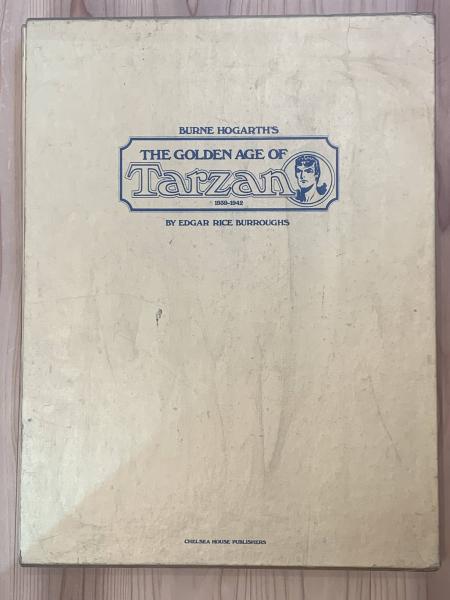 BURNE HOGARTH'S
THE GOLDEN AGE OF
Tarzan
1939-1942
BY EDGAR RICE BURROUGHS
CHELSEA HOUSE PUBLISHERS